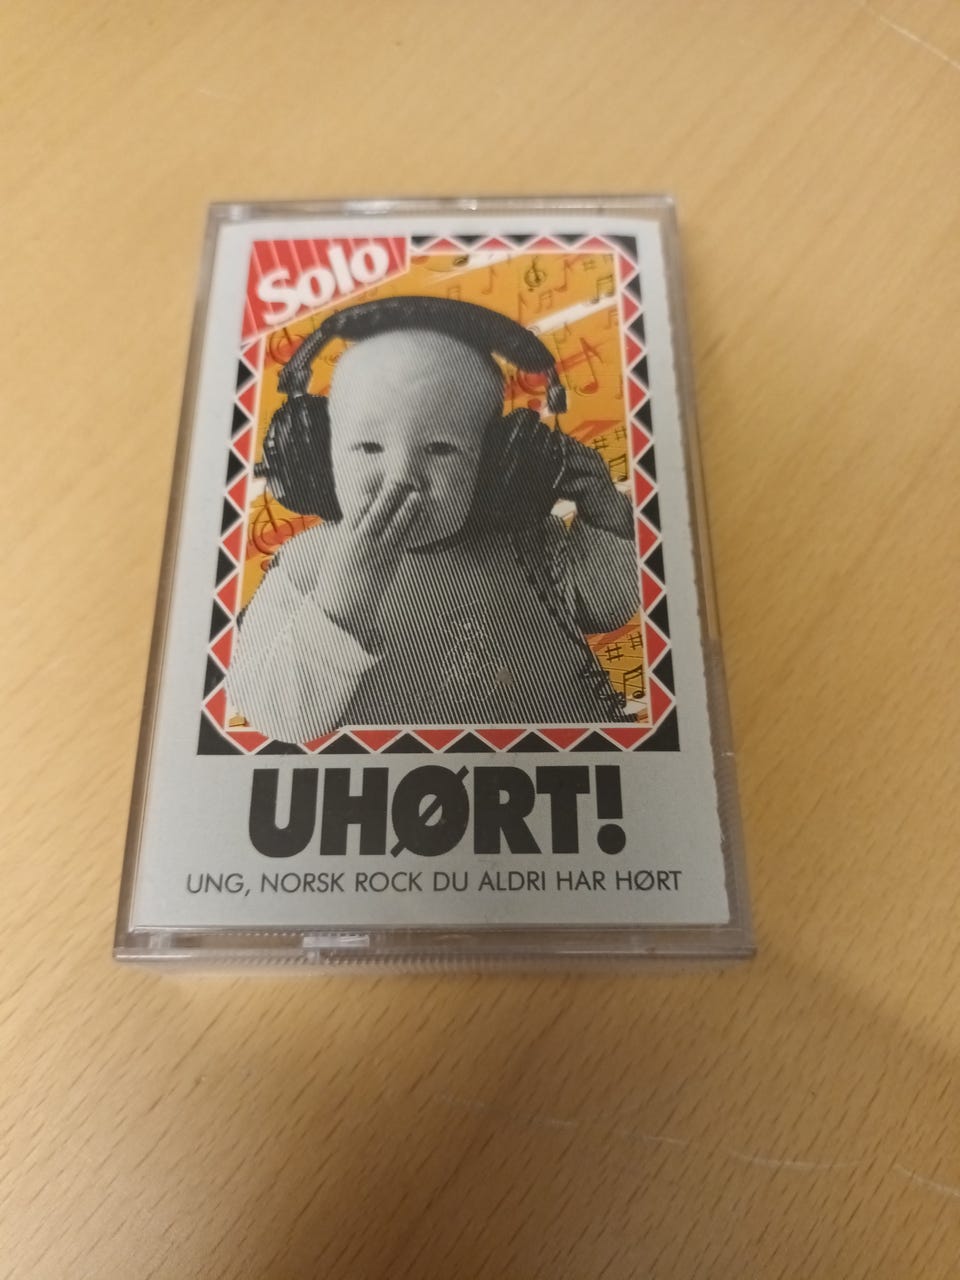 Solo
UHØRT!
UNG, NORSK ROCK DU ALDRI HAR HØRT